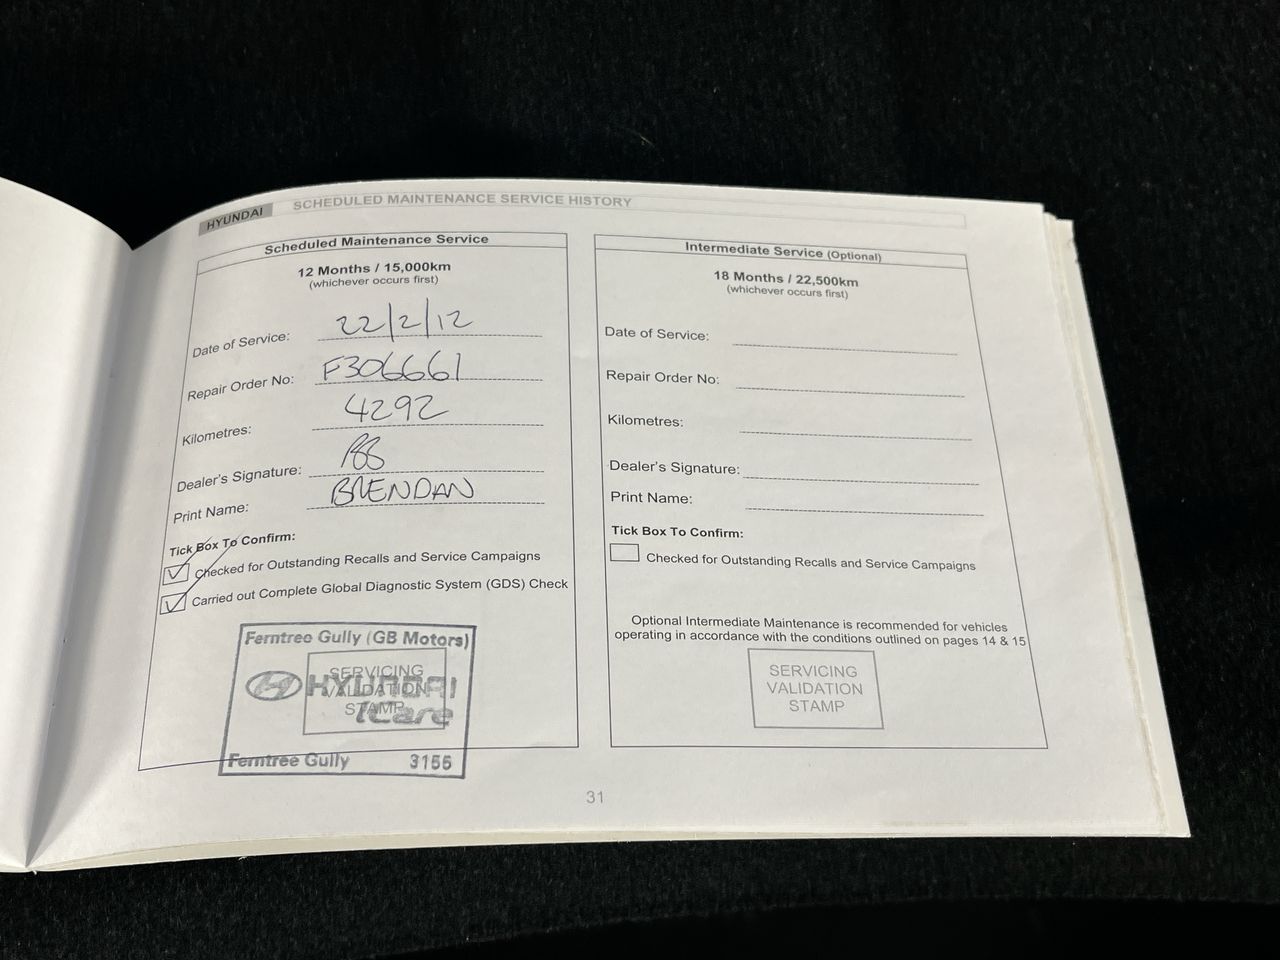 HYUNDAI
SCHEDULED MAINTENANCE SERVICE HISTORY
Scheduled Maintenance Service
12 Months / 15,000km
(whichever occurs first)
Date of Service: 22/2/12
Repair Order No: F306661
Kilometres: 4292
Dealer's Signature:
Print Name: BRENDAN
Tick Box To Confirm:
Checked for Outstanding Recalls and Service Campaigns
Carried out Complete Global Diagnostic System (GDS) Check
Ferntree Gully (GB Motors)
SERVICING
VALIDATION
STAMP
HYUNDAI
iCare
Ferntree Gully 3156
Intermediate Service (Optional)
18 Months / 22,500km
(whichever occurs first)
Date of Service:
Repair Order No:
Kilometres:
Dealer's Signature:
Print Name:
Tick Box To Confirm:
Checked for Outstanding Recalls and Service Campaigns
Optional Intermediate Maintenance is recommended for vehicles
operating in accordance with the conditions outlined on pages 14 & 15
SERVICING
VALIDATION
STAMP
31